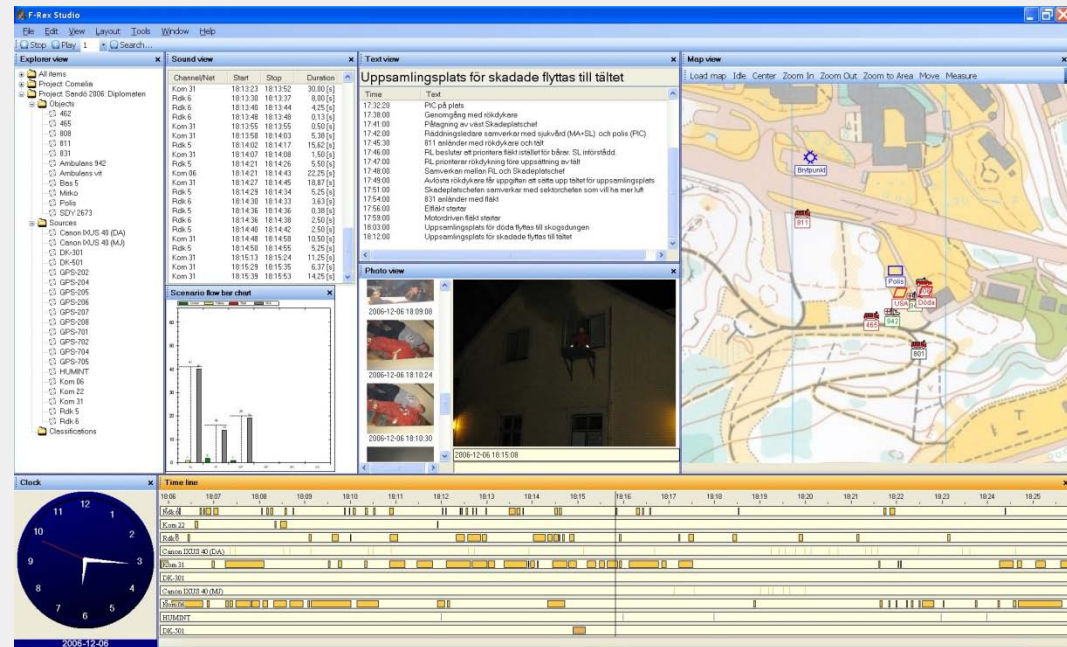 F-Rex Studio
File Edit View Layout Tools Window Help
Stop Play 1 Search...
Explorer view
All items
Project: Cornelia
Project: Sandö 2006: Diplomaten
Objects
462
465
808
811
831
Ambulans 942
Ambulans vit
Bas 5
Mirko
Polis
SDY 2673
Sources
Canon IXUS 40 (DA)
Canon IXUS 40 (MJ)
DK-301
DK-501
GPS-202
GPS-204
GPS-205
GPS-206
GPS-207
GPS-208
GPS-701
GPS-702
GPS-704
GPS-705
HUMINT
Kom 06
Kom 22
Kom 31
Rdk 5
Rdk 6
Classifications
Sound view
Channel/Net Start Stop Duration
Kom 31 18:13:23 18:13:52 30,00 [s]
Rdk 6 18:13:30 18:13:37 8,00 [s]
Rdk 6 18:13:40 18:13:44 4,25 [s]
Rdk 6 18:13:48 18:13:48 0,13 [s]
Kom 31 18:13:55 18:13:55 0,50 [s]
Kom 31 18:13:58 18:14:03 5,38 [s]
Rdk 5 18:14:02 18:14:17 15,62 [s]
Kom 31 18:14:07 18:14:08 1,50 [s]
Rdk 5 18:14:21 18:14:26 5,50 [s]
Kom 06 18:14:21 18:14:43 22,25 [s]
Kom 31 18:14:27 18:14:45 18,87 [s]
Rdk 5 18:14:29 18:14:34 5,25 [s]
Rdk 6 18:14:30 18:14:33 3,63 [s]
Rdk 5 18:14:36 18:14:36 0,38 [s]
Rdk 6 18:14:36 18:14:38 2,50 [s]
Rdk 5 18:14:40 18:14:42 2,50 [s]
Kom 31 18:14:48 18:14:58 10,50 [s]
Rdk 5 18:14:50 18:14:55 5,25 [s]
Kom 31 18:15:13 18:15:24 11,25 [s]
Kom 31 18:15:29 18:15:35 6,37 [s]
Kom 31 18:15:39 18:15:53 14,25 [s]
Scenario flow bar chart
Text view
Uppsamlingsplats för skadade flyttas till tältet
Time Text
17:32:20 PIC på plats
17:38:00 Genomgång med rökdykare
17:41:00 Påtagning av väst Skadeplatschef
17:42:00 Räddningsledare samverkar med sjukvård (MA+SL) och polis (PIC)
17:45:30 811 anländer med rökdykare och tält
17:46:00 RL beslutar att prioritera fläkt istället för bårer. SL införstådd.
17:47:00 RL prioriterar rökdykning före uppsättning av tält
17:48:00 Samverkan mellan RL och Skadeplatschef
17:49:00 Avlösta rökdykare får uppgiften att sätta upp tältet för uppsamlingsplats
17:51:00 Skadeplatschefen samverkar med sektorchefen som vill ha mer luft
17:54:00 831 anländer med fläkt
17:56:00 Elfläkt startar
17:59:00 Motordriven fläkt startar
18:03:00 Uppsamlingsplats för döda flyttas till skogsdungen
18:12:00 Uppsamlingsplats för skadade flyttas till tältet
Photo view
2006-12-06 18:09:08
2006-12-06 18:10:24
2006-12-06 18:10:30
2006-12-06 18:15:08
Map view
Load map Idle Center Zoom In Zoom Out Zoom to Area Move Measure
Brytpunkt
811
Polis
USA
Döda
465
942
801
T
Clock
12
11 1
10 2
9 3
8 4
7 5
6
2006-12-06
Time line
18:06 18:07 18:08 18:09 18:10 18:11 18:12 18:13 18:14 18:15 18:16 18:17 18:18 18:19 18:20 18:21 18:22 18:23 18:24 18:25
Rdk 6
Kom 22
Rdk 5
Canon IXUS 40 (DA)
Kom 31
DK-301
Canon IXUS 40 (MJ)
Kom 06
HUMINT
DK-501